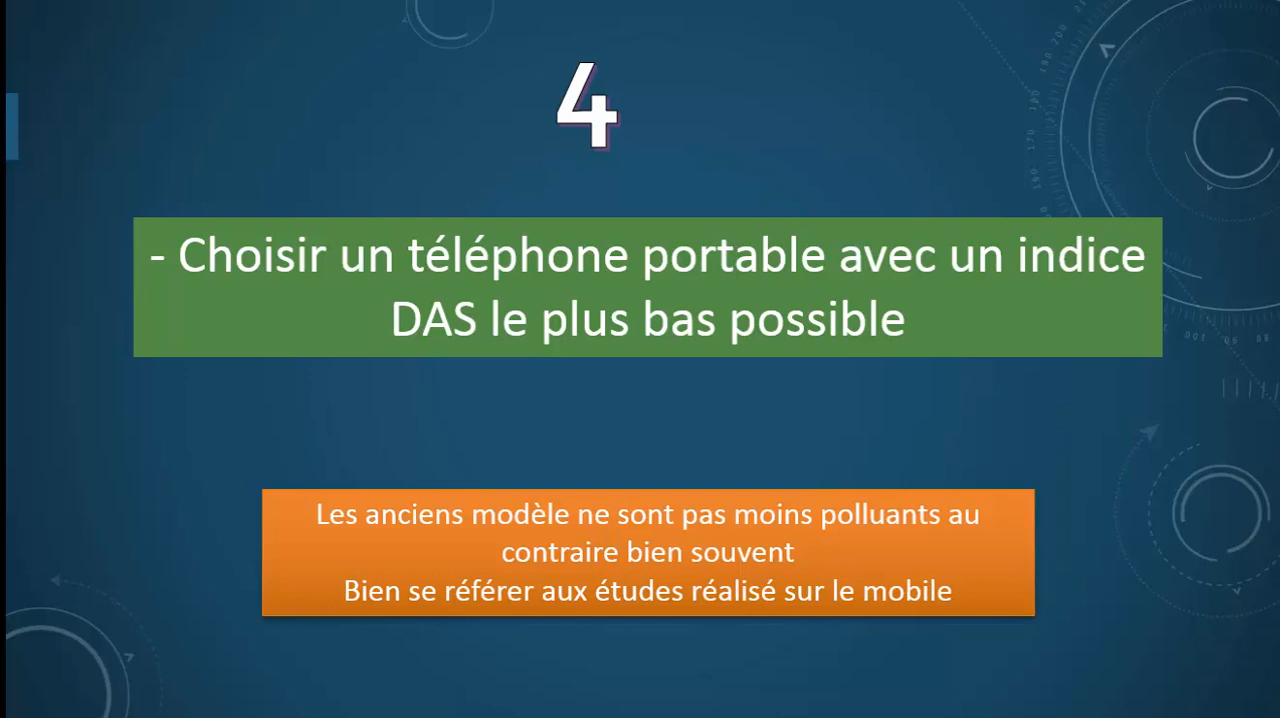 4
- Choisir un téléphone portable avec un indice
DAS le plus bas possible
Les anciens modèle ne sont pas moins polluants au
contraire bien souvent
Bien se référer aux études réalisé sur le mobile